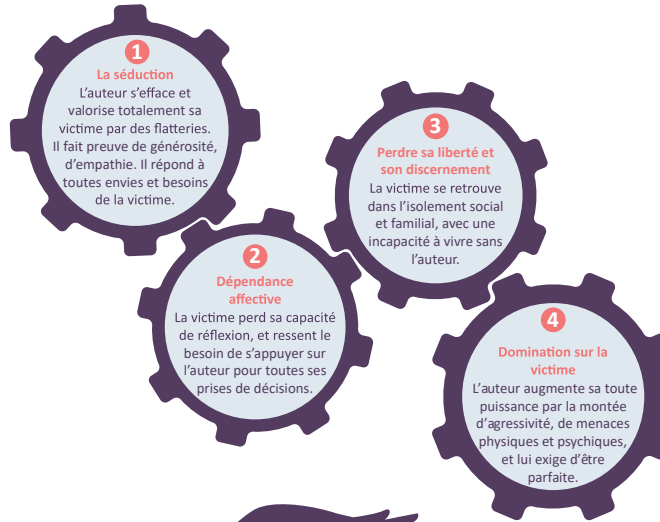 1
La séduction
L'auteur s'efface et
valorise totalement sa
victime par des flatteries.
Il fait preuve de générosité,
d'empathie. Il répond à
toutes envies et besoins
de la victime.
2
Dépendance
affective
La victime perd sa capacité
de réflexion, et ressent le
besoin de s'appuyer sur
l'auteur pour toutes ses
prises de décisions.
3
Perdre sa liberté et
son discernement
La victime se retrouve
dans l'isolement social
et familial, avec une
incapacité à vivre sans
l'auteur.
4
Domination sur la
victime
L'auteur augmente sa toute
puissance par la montée
d'agressivité, de menaces
physiques et psychiques,
et lui exige d'être
parfaite.